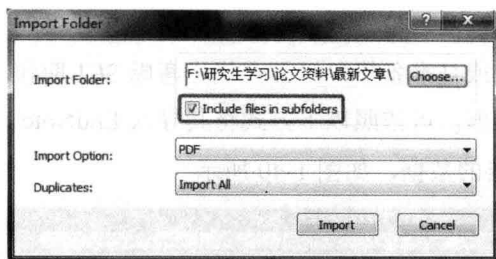 Import Folder
Import Folder: F:\研究生学习\论文资料\最新文章\ Choose...
Include files in subfolders
Import Option: PDF
Duplicates: Import All
Import Cancel